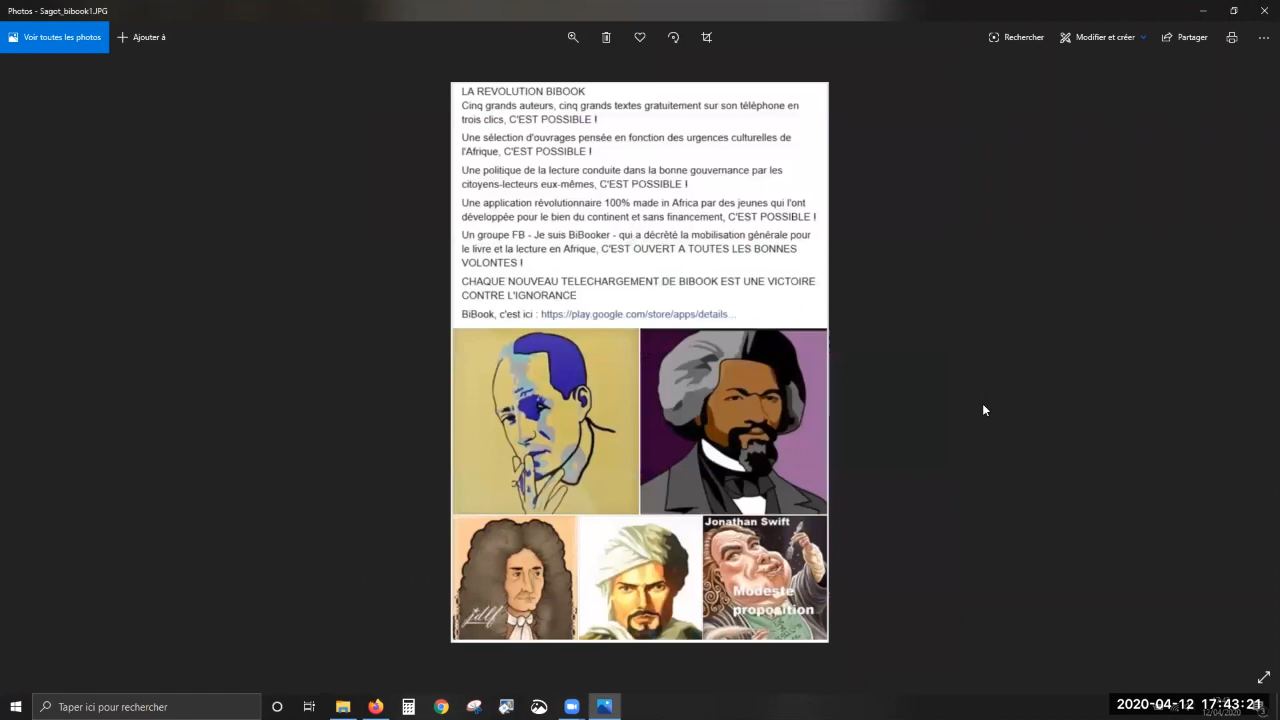 Photos - Sagot_bibook1.JPG
Voir toutes les photos
Ajouter à
Rechercher
Modifier et créer
Partager
LA REVOLUTION BIBOOK
Cinq grands auteurs, cinq grands textes gratuitement sur son téléphone en
trois clics, C'EST POSSIBLE !
Une sélection d'ouvrages pensée en fonction des urgences culturelles de
l'Afrique, C'EST POSSIBLE !
Une politique de la lecture conduite dans la bonne gouvernance par les
citoyens-lecteurs eux-mêmes, C'EST POSSIBLE !
Une application révolutionnaire 100% made in Africa par des jeunes qui l'ont
développée pour le bien du continent et sans financement, C'EST POSSIBLE !
Un groupe FB - Je suis BiBooker - qui a décrété la mobilisation générale pour
le livre et la lecture en Afrique, C'EST OUVERT A TOUTES LES BONNES
VOLONTES !
CHAQUE NOUVEAU TELECHARGEMENT DE BIBOOK EST UNE VICTOIRE
CONTRE L'IGNORANCE
BiBook, c'est ici : https://play.google.com/store/apps/details...
jdlf
Jonathan Swift
Modeste
proposition
Taper ici pour rechercher
2020-04-12 17:43:21
12/04/2020